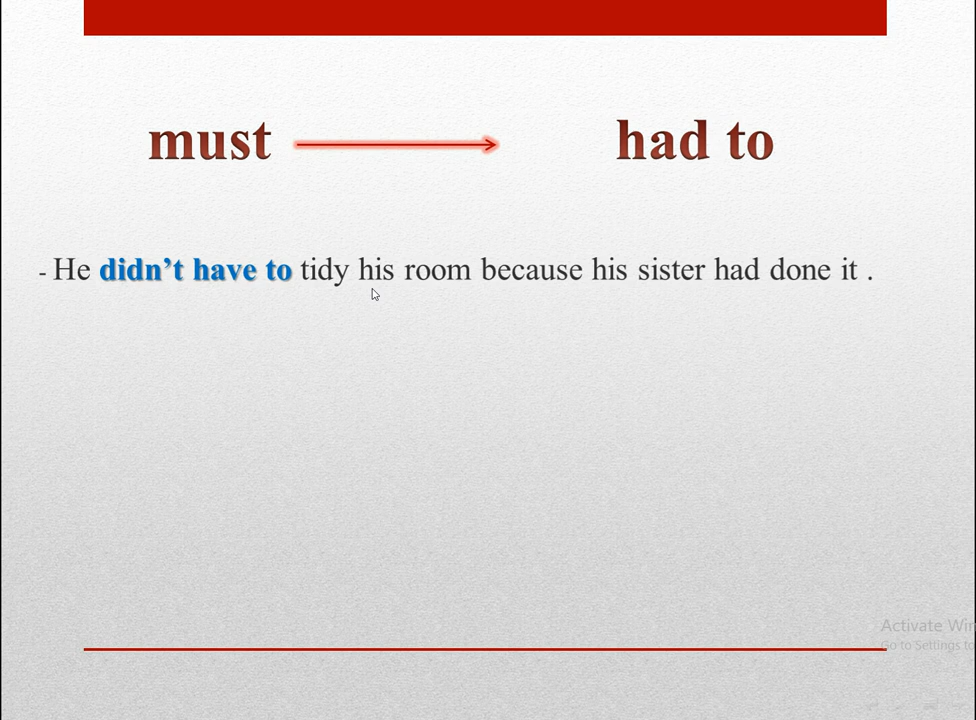 must had to
- He didn’t have to tidy his room because his sister had done it .
Activate Win
Go to Settings to